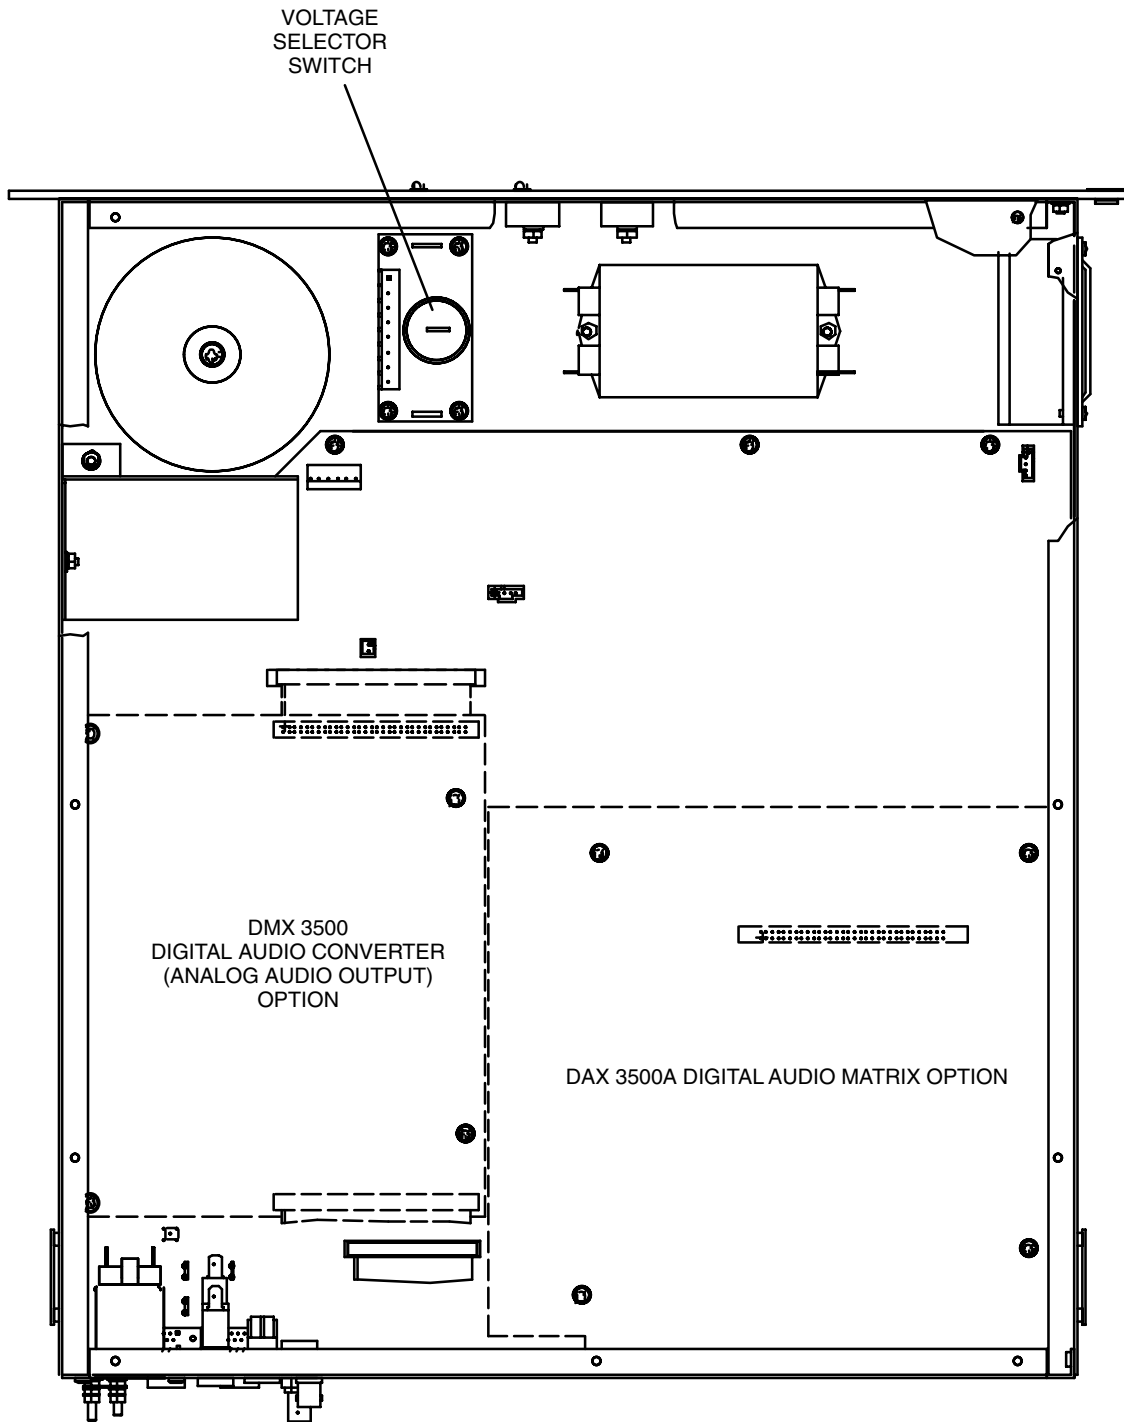 VOLTAGE
SELECTOR
SWITCH
DMX 3500
DIGITAL AUDIO CONVERTER
(ANALOG AUDIO OUTPUT)
OPTION
DAX 3500A DIGITAL AUDIO MATRIX OPTION